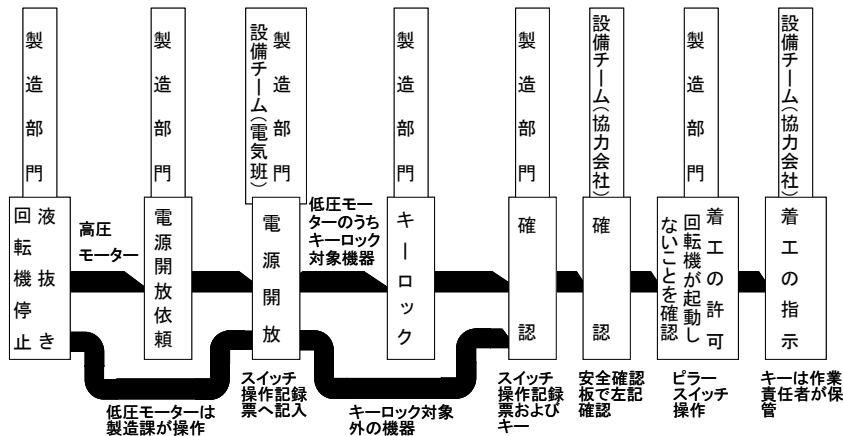 製造部門
製造部門
設備チーム(電気班)
製造部門
製造部門
製造部門
設備チーム(協力会社)
製造部門
設備チーム(協力会社)
液抜き
回転機停止
高圧
モーター
電源開放依頼
電源開放
低圧モー
ターのうち
キーロック
対象機器
キーロック
確認
確認
着工の許可
回転機が起動し
ないことを確認
着工の指示
低圧モーターは
製造課が操作
スイッチ
操作記録
票へ記入
キーロック対象
外の機器
スイッチ
操作記録
票および
キー
安全確認
板で左記
確認
ピラー
スイッチ
操作
キーは作業
責任者が保
管